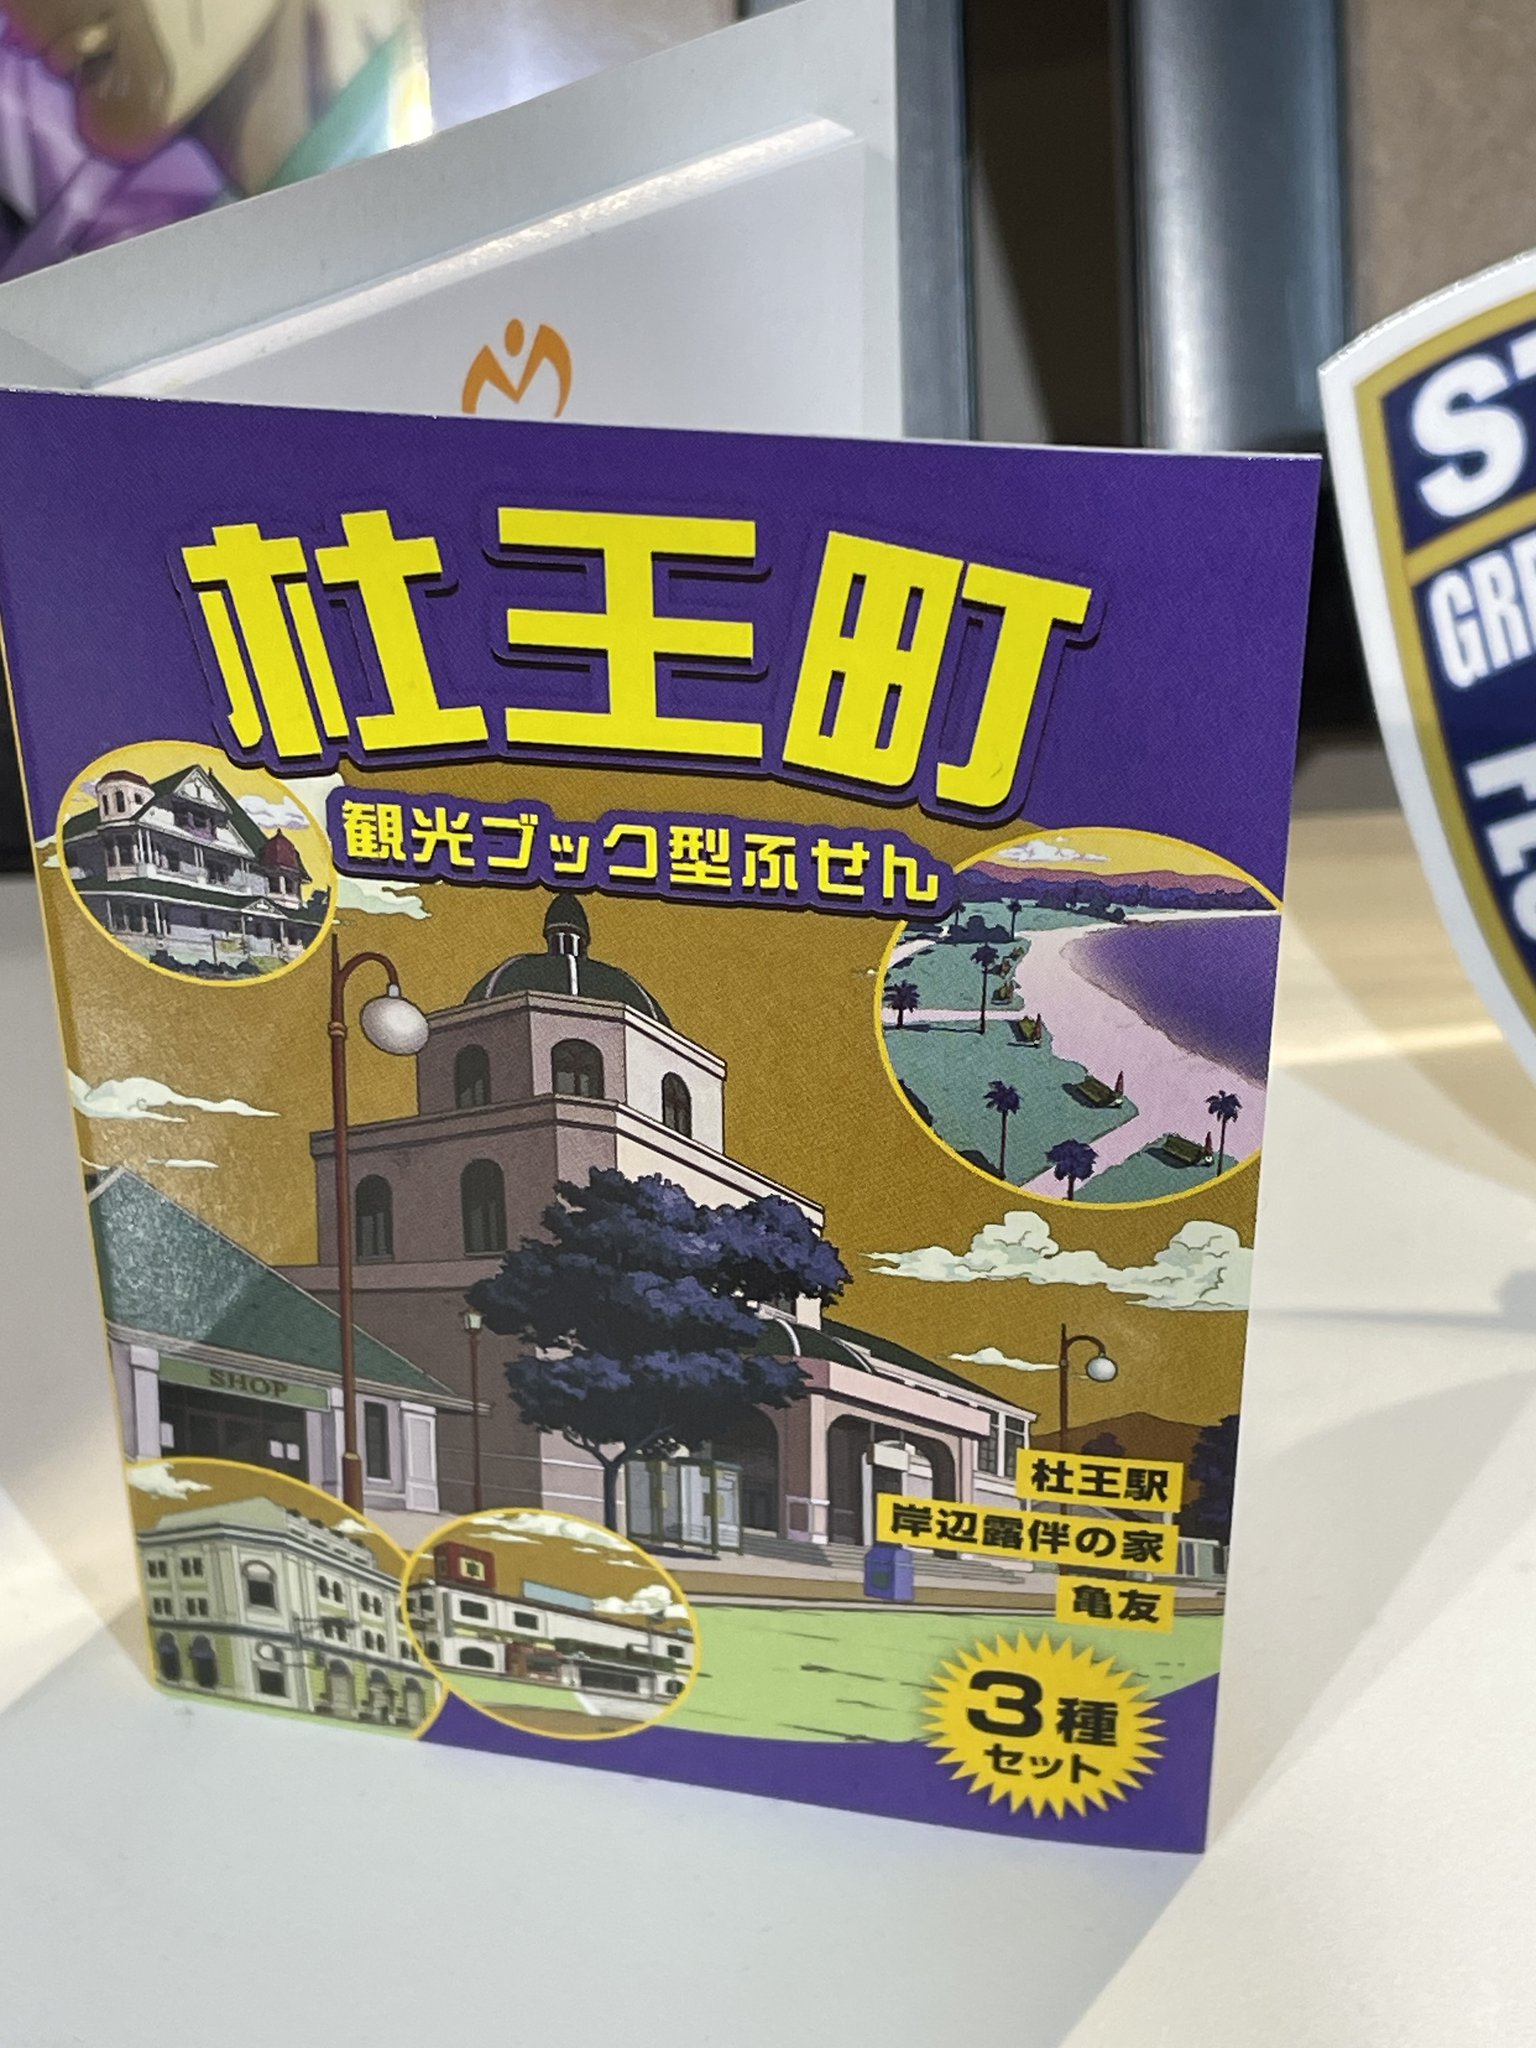 杜王町
観光ブック型ふせん
SHOP
杜王駅
岸辺露伴の家
亀友
3種
セット